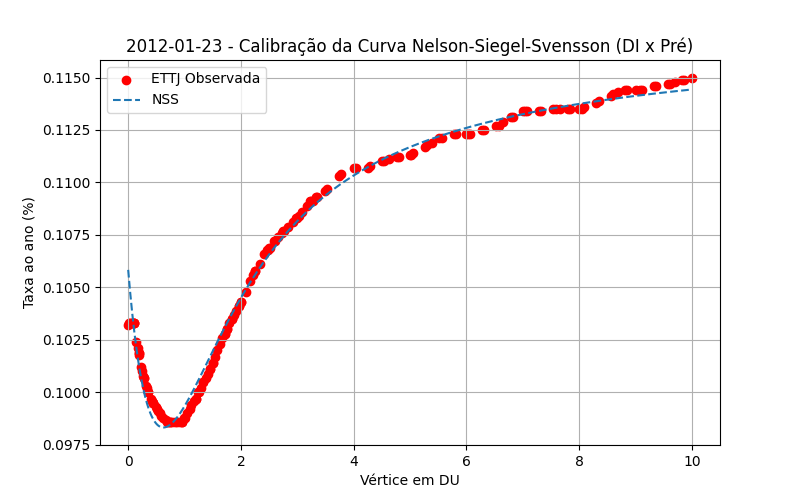 2012-01-23 - Calibração da Curva Nelson-Siegel-Svensson (DI x Pré)
ETTJ Observada
NSS
Taxa ao ano (%)
0.1150
0.1125
0.1100
0.1075
0.1050
0.1025
0.1000
0.0975
0 2 4 6 8 10
Vértice em DU